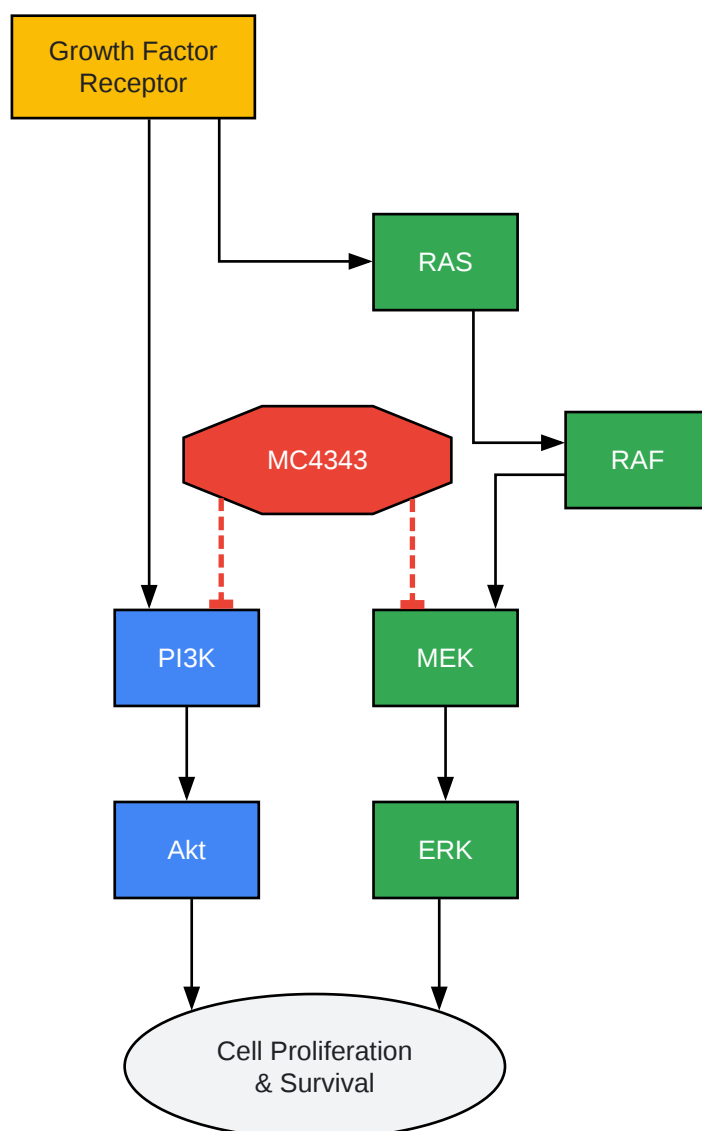 Growth Factor
Receptor
RAS
MC4343
RAF
PI3K
MEK
Akt
ERK
Cell Proliferation
& Survival